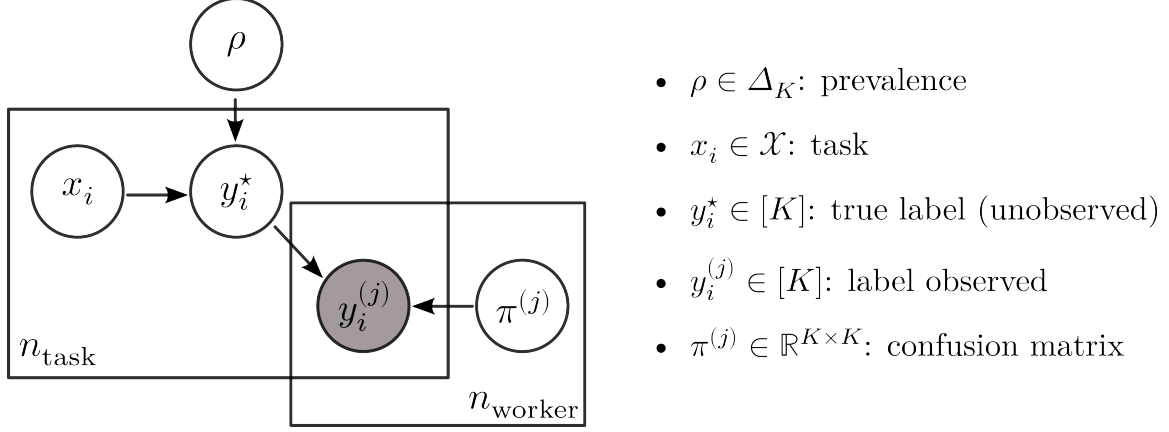 ρ
x_i
y_i^⋆
y_i^{(j)}
π^{(j)}
n_task
n_worker
• ρ ∈ Δ_K: prevalence
• x_i ∈ 𝒳: task
• y_i^⋆ ∈ [K]: true label (unobserved)
• y_i^{(j)} ∈ [K]: label observed
• π^{(j)} ∈ ℝ^{K×K}: confusion matrix